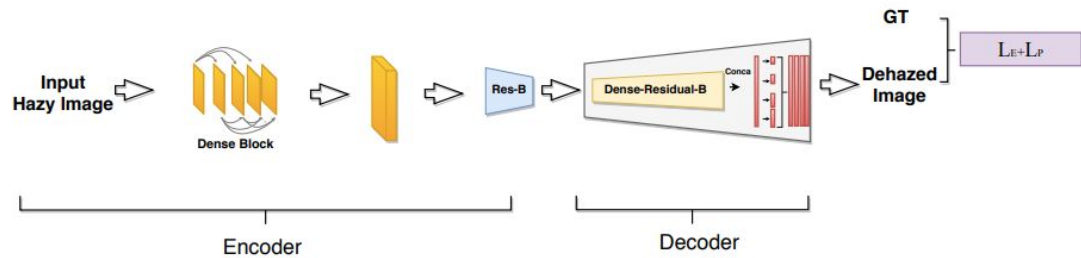 Input
Hazy Image
Dense Block
Res-B
Dense-Residual-B
Conca
GT
Dehazed
Image
LE+LP
Encoder
Decoder